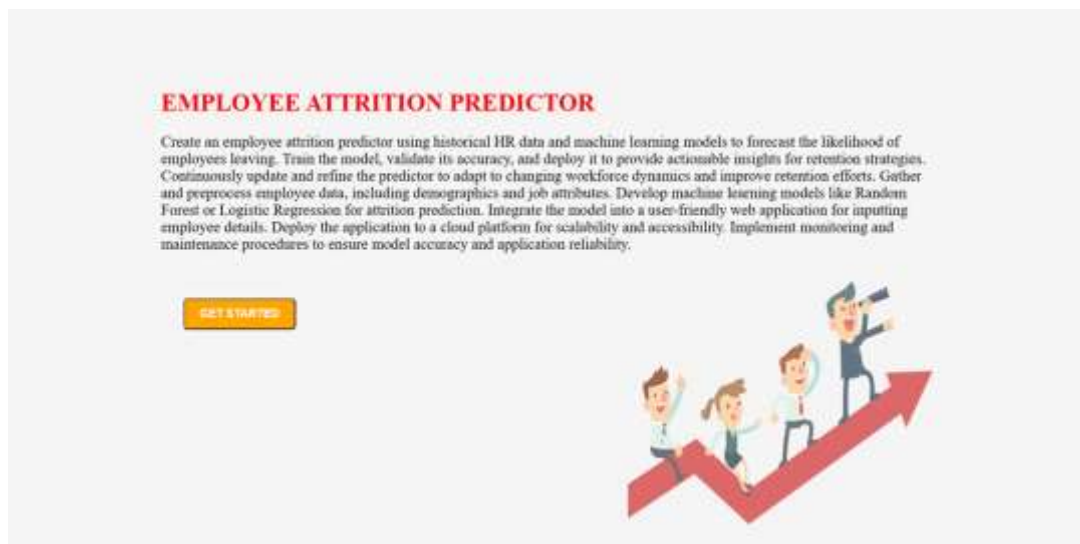 EMPLOYEE ATTRITION PREDICTOR
Create an employee attrition predictor using historical HR data and machine learning models to forecast the likelihood of
employees leaving. Train the model, validate its accuracy, and deploy it to provide actionable insights for retention strategies.
Continuously update and refine the predictor to adapt to changing workforce dynamics and improve retention efforts. Gather
and preprocess employee data, including demographics and job attributes. Develop machine learning models like Random
Forest or Logistic Regression for attrition prediction. Integrate the model into a user-friendly web application for inputting
employee details. Deploy the application to a cloud platform for scalability and accessibility. Implement monitoring and
maintenance procedures to ensure model accuracy and application reliability.
GET STARTED